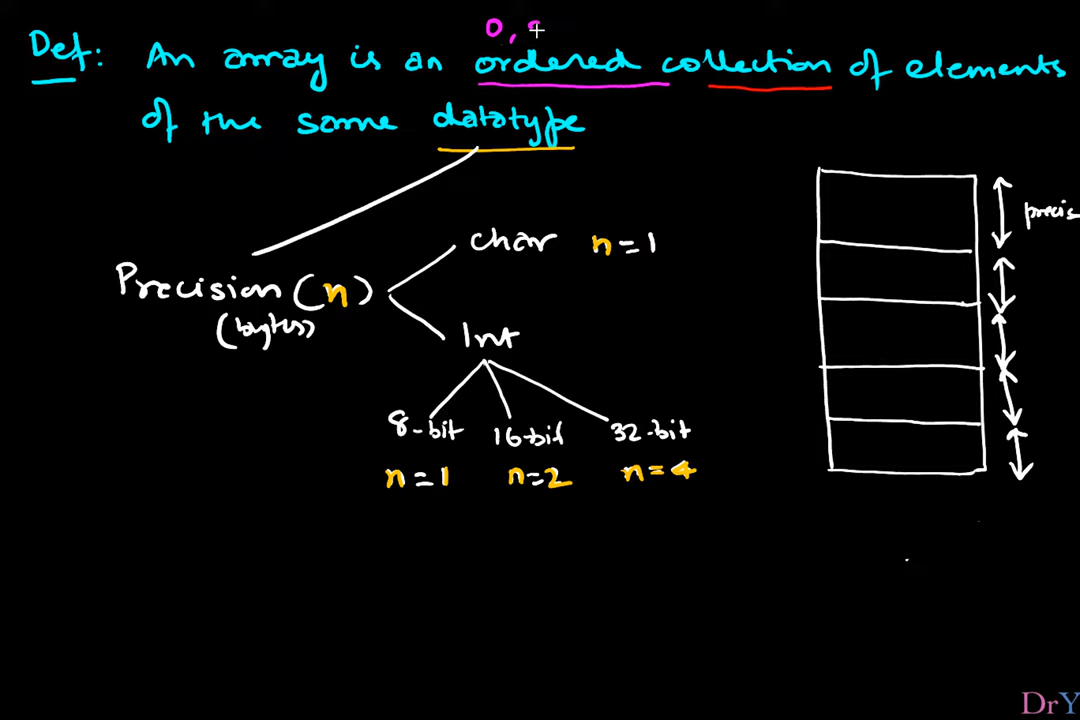 0,
Def: An array is an ordered collection of elements
of the same datatype
precis
char n=1
Precision (n)
(bytes)
Int
8-bit 16-bit 32-bit
n=1 n=2 n=4
DrY